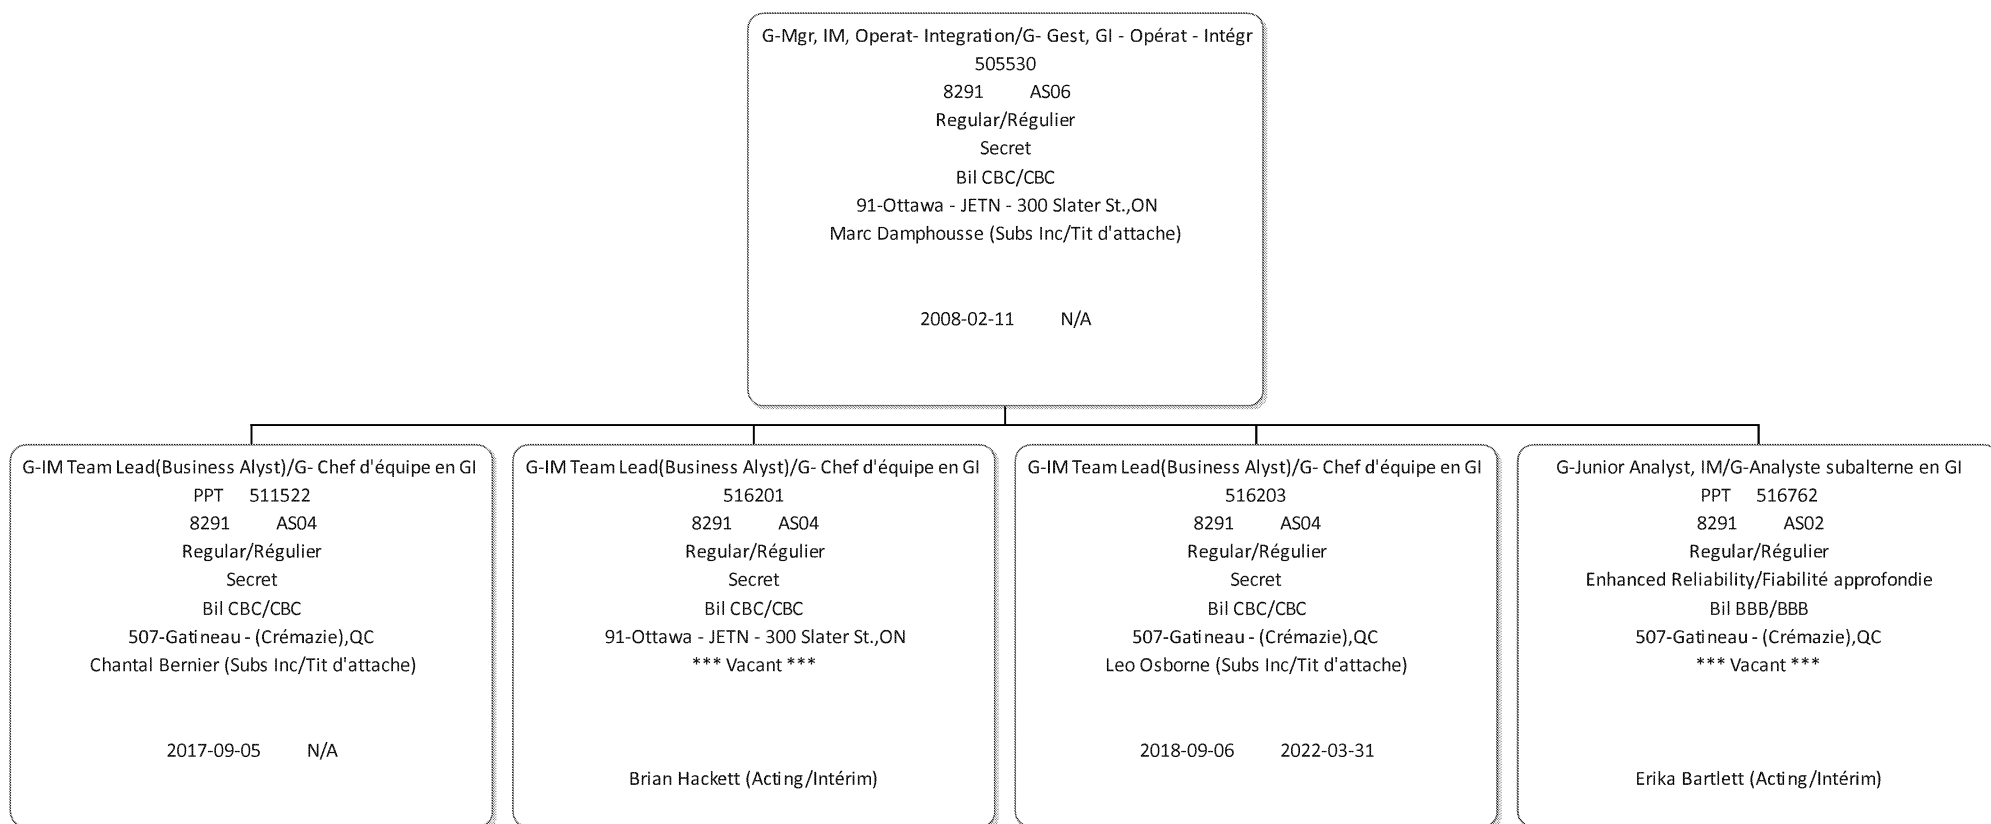 G-Mgr, IM, Operat- Integration/G- Gest, GI - Opérat - Intégr
505530
8291 AS06
Regular/Régulier
Secret
Bil CBC/CBC
91-Ottawa - JETN - 300 Slater St.,ON
Marc Damphousse (Subs Inc/Tit d'attache)
2008-02-11 N/A
G-IM Team Lead(Business Alyst)/G- Chef d'équipe en GI
PPT 511522
8291 AS04
Regular/Régulier
Secret
Bil CBC/CBC
507-Gatineau - (Crémazie),QC
Chantal Bernier (Subs Inc/Tit d'attache)
2017-09-05 N/A
G-IM Team Lead(Business Alyst)/G- Chef d'équipe en GI
516201
8291 AS04
Regular/Régulier
Secret
Bil CBC/CBC
91-Ottawa - JETN - 300 Slater St.,ON
*** Vacant ***
Brian Hackett (Acting/Intérim)
G-IM Team Lead(Business Alyst)/G- Chef d'équipe en GI
516203
8291 AS04
Regular/Régulier
Secret
Bil CBC/CBC
507-Gatineau - (Crémazie),QC
Leo Osborne (Subs Inc/Tit d'attache)
2018-09-06 2022-03-31
G-Junior Analyst, IM/G-Analyste subalterne en GI
PPT 516762
8291 AS02
Regular/Régulier
Enhanced Reliability/Fiabilité approfondie
Bil BBB/BBB
507-Gatineau - (Crémazie),QC
*** Vacant ***
Erika Bartlett (Acting/Intérim)